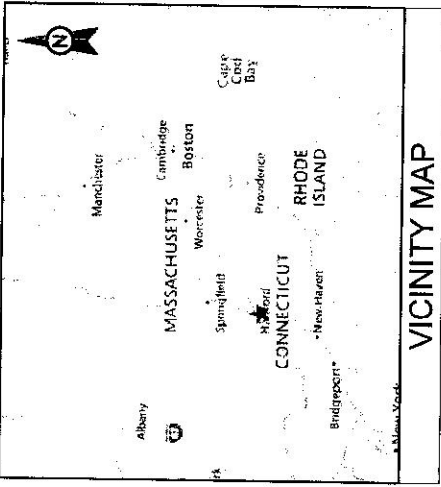 N
Manchester
Albany
Cambridge
MASSACHUSETTS
Boston
Worcester
Cape
Cod
Bay
Springfield
rk
Providence
Hartford
RHODE
ISLAND
CONNECTICUT
New Haven
Bridgeport
New York
VICINITY MAP